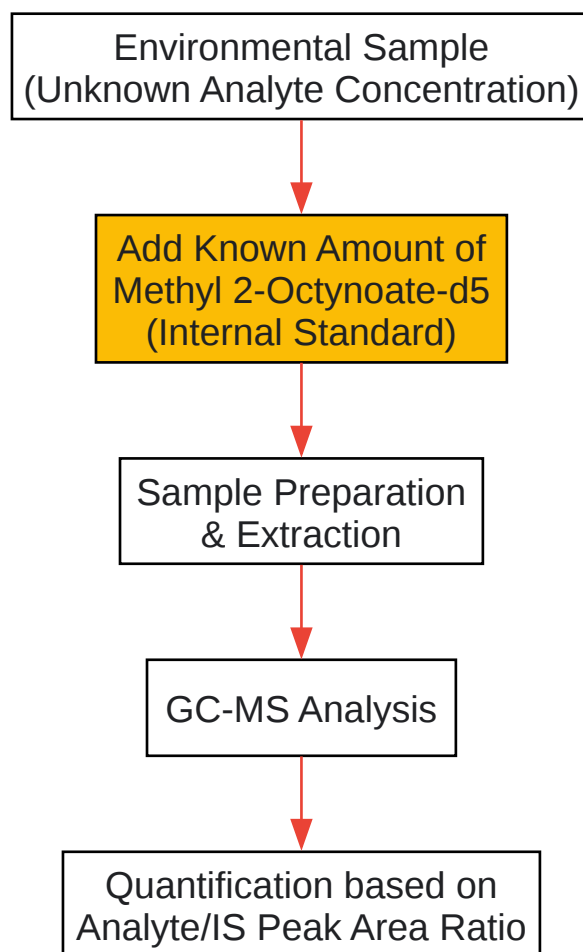 Environmental Sample
(Unknown Analyte Concentration)
Add Known Amount of
Methyl 2-Octynoate-d5
(Internal Standard)
Sample Preparation
& Extraction
GC-MS Analysis
Quantification based on
Analyte/IS Peak Area Ratio